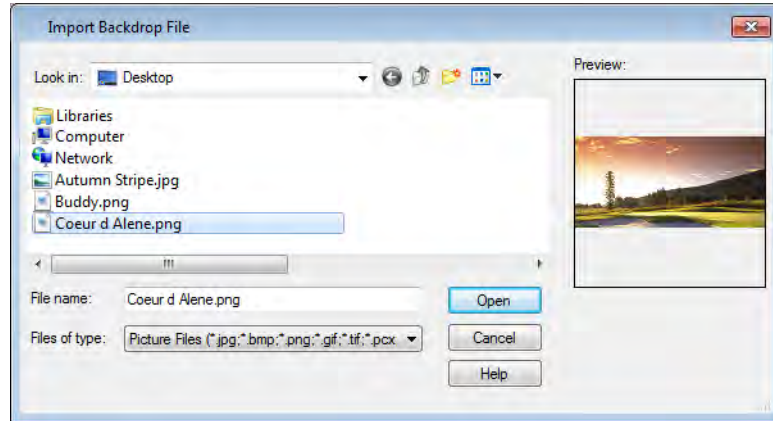 Import Backdrop File
Look in: Desktop
Preview:
Libraries
Computer
Network
Autumn Stripe.jpg
Buddy.png
Coeur d Alene.png
File name: Coeur d Alene.png Open
Files of type: Picture Files (*.jpg;*.bmp;*.png;*.gif;*.tif;*.pcx Cancel
Help